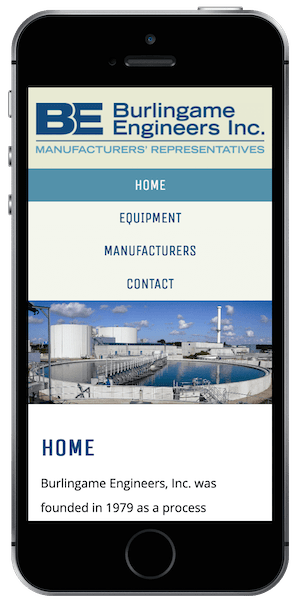 BE Burlingame
Engineers Inc.
MANUFACTURERS' REPRESENTATIVES
HOME
EQUIPMENT
MANUFACTURERS
CONTACT
HOME
Burlingame Engineers, Inc. was
founded in 1979 as a process